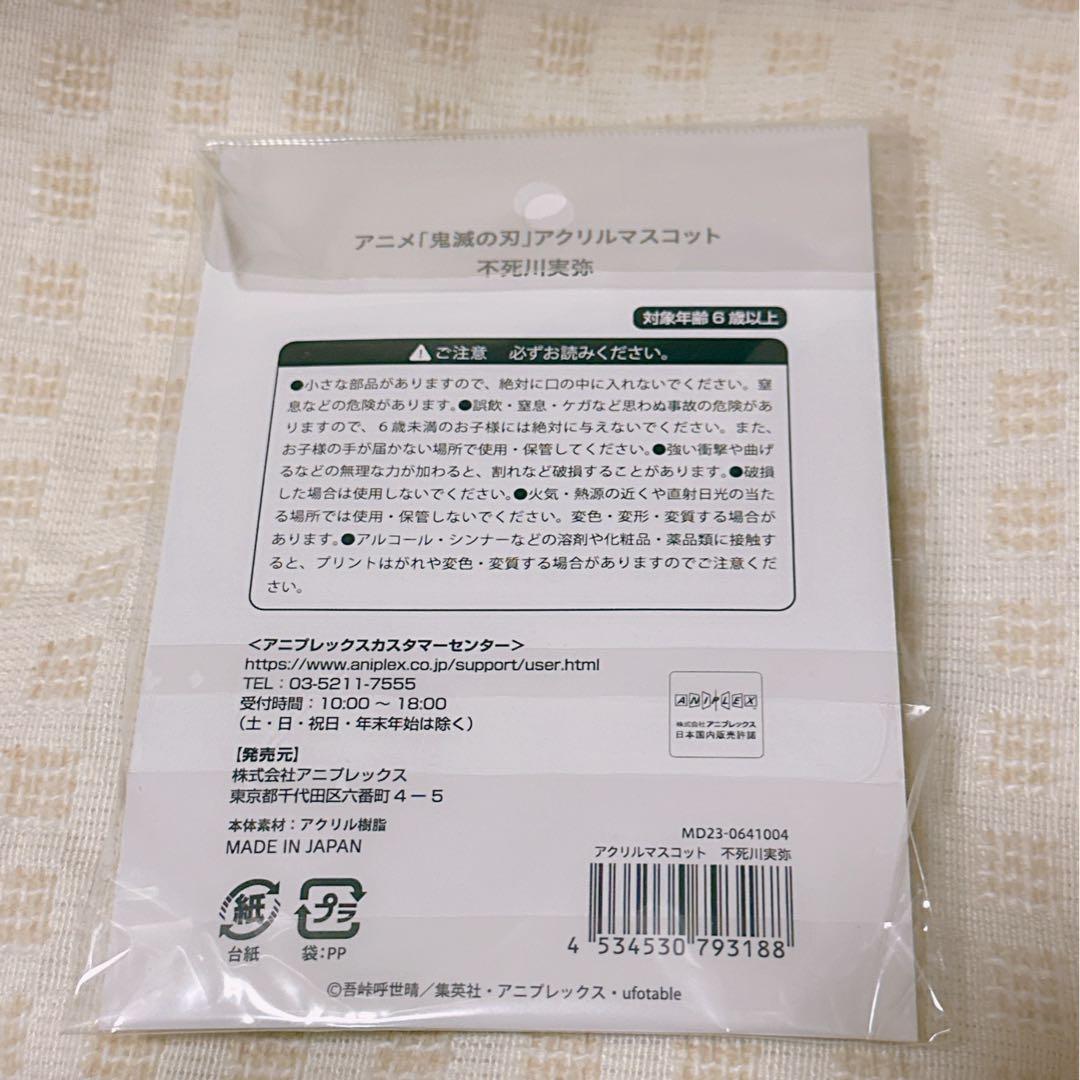 アニメ「鬼滅の刃」アクリルマスコット
不死川実弥
対象年齢6歳以上
ご注意 必ずお読みください。
●小さな部品がありますので、絶対に口の中に入れないでください。窒
息などの危険があります。●誤飲・窒息・ケガなど思わぬ事故の危険があ
りますので、6歳未満のお子様には絶対に与えないでください。また、
お子様の手が届かない場所で使用・保管してください。●強い衝撃や曲げ
るなどの無理な力が加わると、割れなど破損することがあります。●破損
した場合は使用しないでください。●火気・熱源の近くや直射日光の当た
る場所では使用・保管しないでください。変色・変形・変質する場合が
あります。●アルコール・シンナーなどの溶剤や化粧品・薬品類に接触す
ると、プリントはがれや変色・変質する場合がありますのでご注意くだ
さい。
<アニプレックスカスタマーセンター>
https://www.aniplex.co.jp/support/user.html
TEL:03-5211-7555
受付時間:10:00~18:00
(土・日・祝日・年末年始は除く)
【発売元】
株式会社アニプレックス
東京都千代田区六番町4-5
本体素材:アクリル樹脂
MADE IN JAPAN
ANIPLEX
株式会社アニプレックス
日本国内販売許諾
MD23-0641004
アクリルマスコット 不死川実弥
4 534530 793188
紙
台紙
プラ
袋:PP
©吾峠呼世晴/集英社・アニプレックス・ufotable